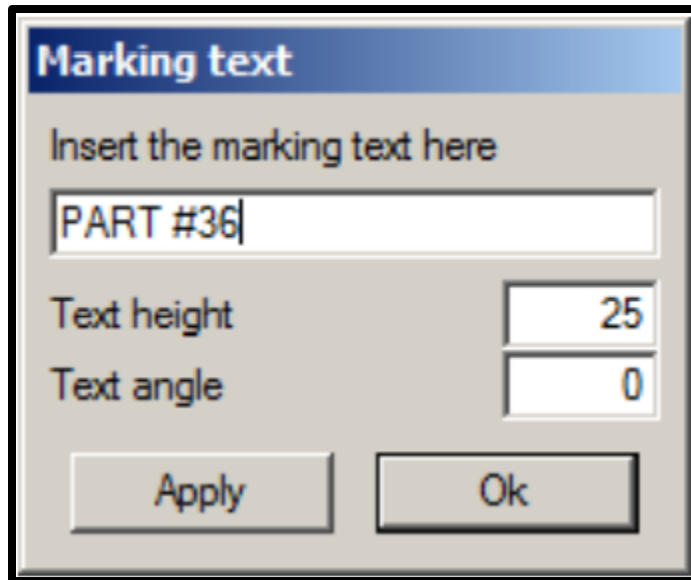 Marking text
Insert the marking text here
PART #36
Text height 25
Text angle 0
Apply Ok